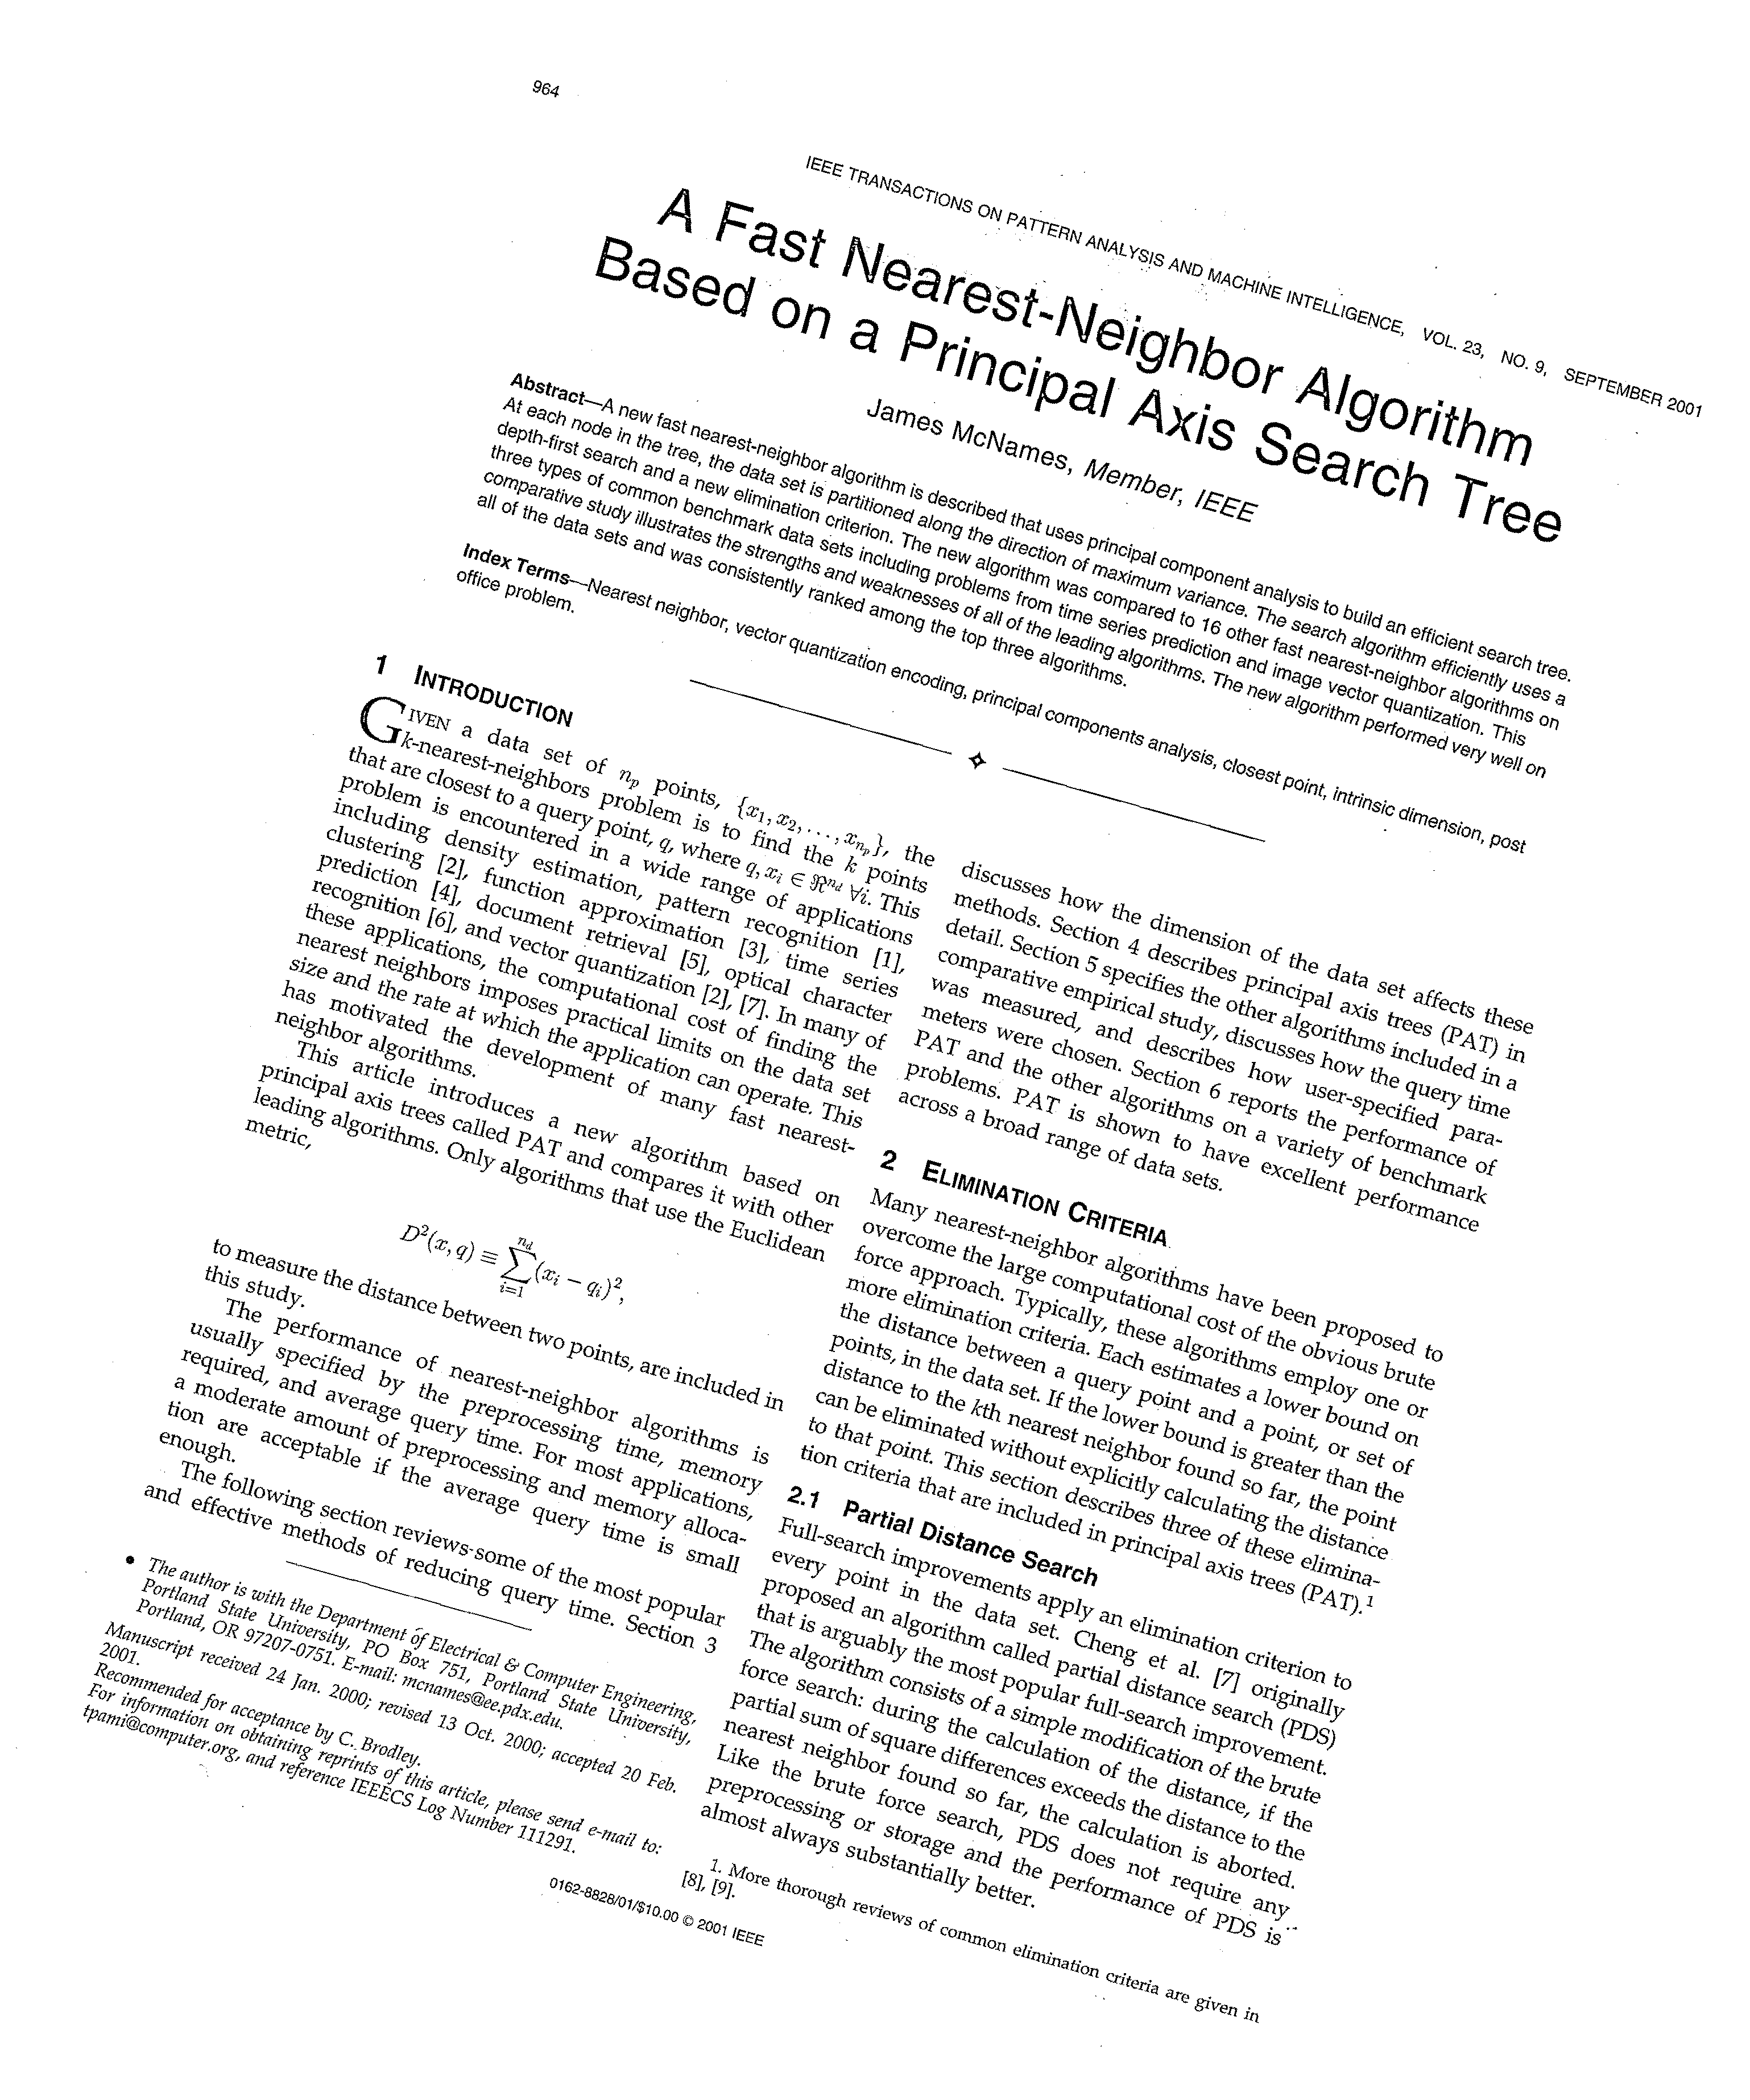 964
IEEE TRANSACTIONS ON PATTERN ANALYSIS AND MACHINE INTELLIGENCE, VOL. 23, NO. 9, SEPTEMBER 2001
A Fast Nearest-Neighbor Algorithm
Based on a Principal Axis Search Tree
James McNames, Member, IEEE
Abstract—A new fast nearest-neighbor algorithm is described that uses principal component analysis to build an efficient search tree.
At each node in the tree, the data set is partitioned along the direction of maximum variance. The search algorithm efficiently uses a
depth-first search and a new elimination criterion. The new algorithm was compared to 16 other fast nearest-neighbor algorithms on
three types of common benchmark data sets including problems from time series prediction and image vector quantization. This
comparative study illustrates the strengths and weaknesses of all of the leading algorithms. The new algorithm performed very well on
all of the data sets and was consistently ranked among the top three algorithms.
Index Terms—Nearest neighbor, vector quantization encoding, principal components analysis, closest point, intrinsic dimension, post
office problem.
1 INTRODUCTION
GIVEN a data set of n_p points, {x_1, x_2, ..., x_{n_p}}, the
k-nearest-neighbors problem is to find the k points
that are closest to a query point, q, where q, x_i ∈ ℜ^{n_d} ∀i. This
problem is encountered in a wide range of applications
including density estimation, pattern recognition [1],
clustering [2], function approximation [3], time series
prediction [4], document retrieval [5], optical character
recognition [6], and vector quantization [2], [7]. In many of
these applications, the computational cost of finding the
nearest neighbors imposes practical limits on the data set
size and the rate at which the application can operate. This
has motivated the development of many fast nearest-
neighbor algorithms.
This article introduces a new algorithm based on
principal axis trees called PAT and compares it with other
leading algorithms. Only algorithms that use the Euclidean
metric,
D²(x, q) ≡ ∑_{i=1}^{n_d} (x_i − q_i)²,
to measure the distance between two points, are included in
this study.
The performance of nearest-neighbor algorithms is
usually specified by the preprocessing time, memory
required, and average query time. For most applications,
a moderate amount of preprocessing and memory alloca-
tion are acceptable if the average query time is small
enough.
The following section reviews some of the most popular
and effective methods of reducing query time. Section 3
• The author is with the Department of Electrical & Computer Engineering,
Portland State University, PO Box 751, Portland State University,
Portland, OR 97207-0751. E-mail: mcnames@ee.pdx.edu.
Manuscript received 24 Jan. 2000; revised 13 Oct. 2000; accepted 20 Feb.
2001.
Recommended for acceptance by C. Brodley.
For information on obtaining reprints of this article, please send e-mail to:
tpami@computer.org, and reference IEEECS Log Number 111291.
discusses how the dimension of the data set affects these
methods. Section 4 describes principal axis trees (PAT) in
detail. Section 5 specifies the other algorithms included in a
comparative empirical study, discusses how the query time
was measured, and describes how user-specified para-
meters were chosen. Section 6 reports the performance of
PAT and the other algorithms on a variety of benchmark
problems. PAT is shown to have excellent performance
across a broad range of data sets.
2 ELIMINATION CRITERIA
Many nearest-neighbor algorithms have been proposed to
overcome the large computational cost of the obvious brute
force approach. Typically, these algorithms employ one or
more elimination criteria. Each estimates a lower bound on
the distance between a query point and a point, or set of
points, in the data set. If the lower bound is greater than the
distance to the kth nearest neighbor found so far, the point
can be eliminated without explicitly calculating the distance
to that point. This section describes three of these elimina-
tion criteria that are included in principal axis trees (PAT).¹
2.1 Partial Distance Search
Full-search improvements apply an elimination criterion to
every point in the data set. Cheng et al. [7] originally
proposed an algorithm called partial distance search (PDS)
that is arguably the most popular full-search improvement.
The algorithm consists of a simple modification of the brute
force search: during the calculation of the distance, if the
partial sum of square differences exceeds the distance to the
nearest neighbor found so far, the calculation is aborted.
Like the brute force search, PDS does not require any
preprocessing or storage and the performance of PDS is
almost always substantially better.
1. More thorough reviews of common elimination criteria are given in
[8], [9].
0162-8828/01/$10.00 © 2001 IEEE